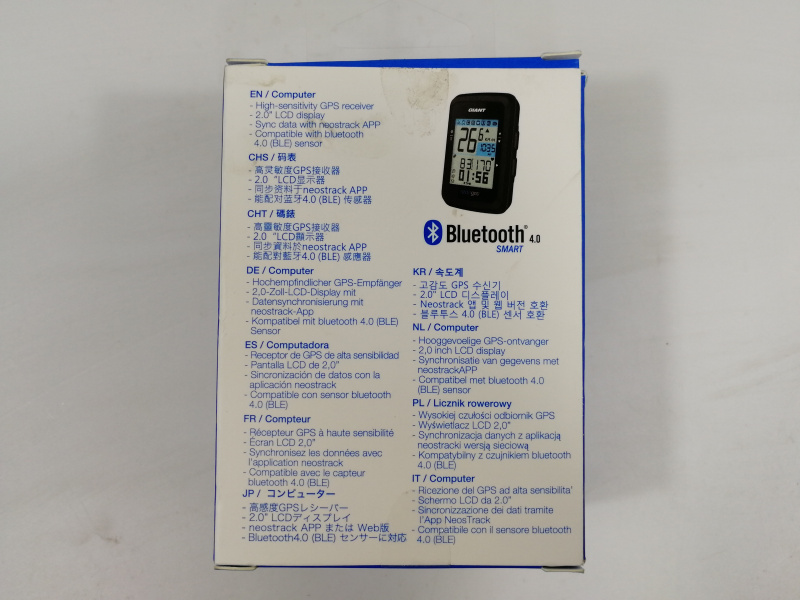 EN / Computer
- High-sensitivity GPS receiver
- 2.0" LCD display
- Sync data with neostrack APP
- Compatible with bluetooth
4.0 (BLE) sensor
CHS / 码表
- 高灵敏度GPS接收器
- 2.0 "LCD显示器
- 同步资料于neostrack APP
- 能配对蓝牙4.0 (BLE) 传感器
CHT / 碼錶
- 高靈敏度GPS接收器
- 2.0 "LCD顯示器
- 同步資料於neostrack APP
- 能配對藍牙4.0 (BLE) 感應器
DE / Computer
- Hochempfindlicher GPS-Empfänger
- 2,0-Zoll-LCD-Display mit
- Datensynchronisierung mit
neostrack-App
- Kompatibel mit bluetooth 4.0 (BLE)
Sensor
ES / Computadora
- Receptor de GPS de alta sensibilidad
- Pantalla LCD de 2,0"
- Sincronización de datos con la
aplicación neostrack
- Compatible con sensor bluetooth
4.0 (BLE)
FR / Compteur
- Récepteur GPS à haute sensibilité
- Écran LCD 2,0"
- Synchronisez les données avec
l'application neostrack
- Compatible avec le capteur
bluetooth 4.0 (BLE)
JP / コンピューター
- 高感度GPSレシーバー
- 2.0" LCDディスプレイ
- neostrack APP または Web版
- Bluetooth4.0 (BLE) センサーに対応
GIANT
26.6
1035
83 170
01:56
Bluetooth® 4.0
SMART
KR / 속도계
- 고감도 GPS 수신기
- 2.0" LCD 디스플레이
- Neostrack 앱 및 웹 버전 호환
- 블루투스 4.0 (BLE) 센서 호환
NL / Computer
- Hooggevoelige GPS-ontvanger
- 2,0 inch LCD display
- Synchronisatie van gegevens met
neostrackAPP
- Compatibel met bluetooth 4.0
(BLE) sensor
PL / Licznik rowerowy
- Wysokiej czułości odbiornik GPS
- Wyświetlacz LCD 2,0"
- Synchronizacja danych z aplikacją
neostracki wersją sieciową
- Kompatybilny z czujnikiem bluetooth
4.0 (BLE)
IT / Computer
- Ricezione del GPS ad alta sensibilita'
- Schermo LCD da 2.0"
- Sincronizzazione dei dati tramite
l'App NeosTrack
- Compatibile con il sensore bluetooth
4.0 (BLE)